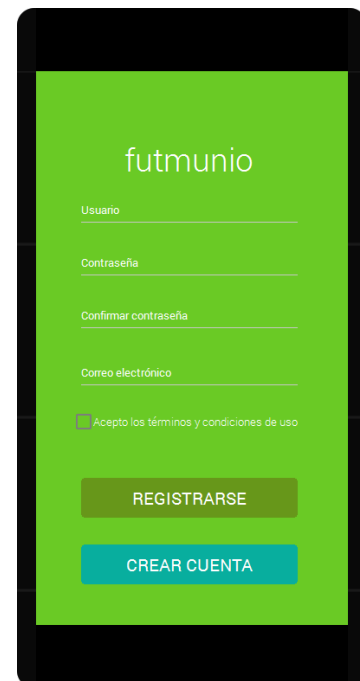 futmunio
Usuario
Contraseña
Confirmar contraseña
Correo electrónico
Acepto los términos y condiciones de uso
REGISTRARSE
CREAR CUENTA